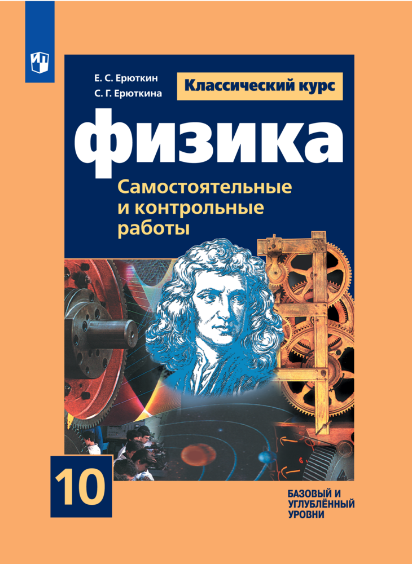 Е. С. Ерюткин
С. Г. Ерюткина
Классический курс
физика
Самостоятельные
и контрольные
работы
10
БАЗОВЫЙ И
УГЛУБЛЁННЫЙ
УРОВНИ